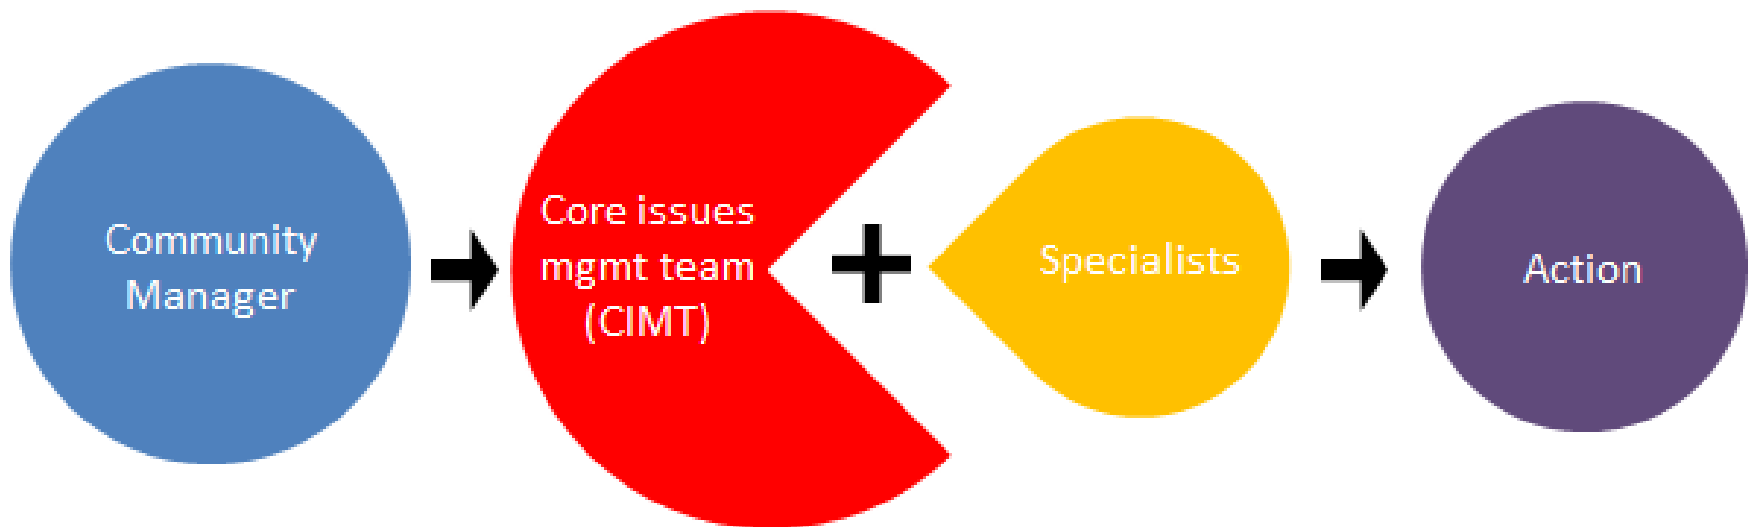 Community
Manager
Core issues
mgmt team
(CIMT)
Specialists
Action